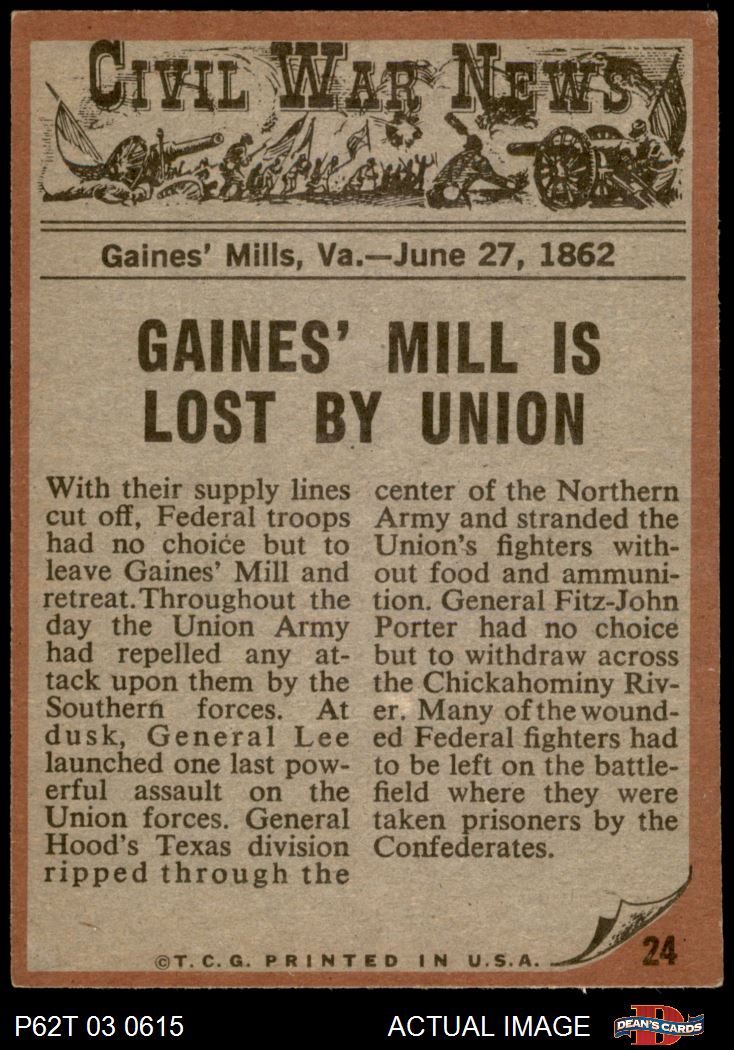 CIVIL WAR NEWS
Gaines' Mills, Va.—June 27, 1862
GAINES' MILL IS
LOST BY UNION
With their supply lines
cut off, Federal troops
had no choice but to
leave Gaines' Mill and
retreat.Throughout the
day the Union Army
had repelled any at-
tack upon them by the
Southern forces. At
dusk, General Lee
launched one last pow-
erful assault on the
Union forces. General
Hood's Texas division
ripped through the
center of the Northern
Army and stranded the
Union's fighters with-
out food and ammuni-
tion. General Fitz-John
Porter had no choice
but to withdraw across
the Chickahominy Riv-
er. Many of the wound-
ed Federal fighters had
to be left on the battle-
field where they were
taken prisoners by the
Confederates.
©T. C. G. PRINTED IN U.S.A.
24
P62T 03 0615 ACTUAL IMAGE D DEAN'S CARDS